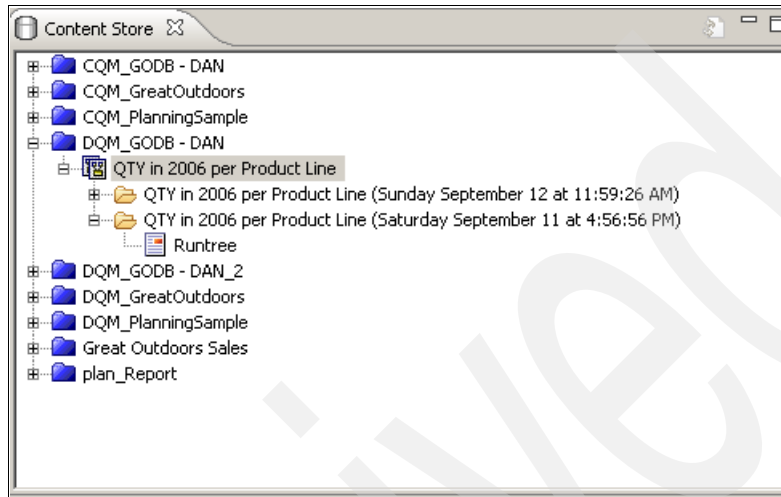 Content Store
CQM_GODB - DAN
CQM_GreatOutdoors
CQM_PlanningSample
DQM_GODB - DAN
QTY in 2006 per Product Line
QTY in 2006 per Product Line (Sunday September 12 at 11:59:26 AM)
QTY in 2006 per Product Line (Saturday September 11 at 4:56:56 PM)
Runtree
DQM_GODB - DAN_2
DQM_GreatOutdoors
DQM_PlanningSample
Great Outdoors Sales
plan_Report